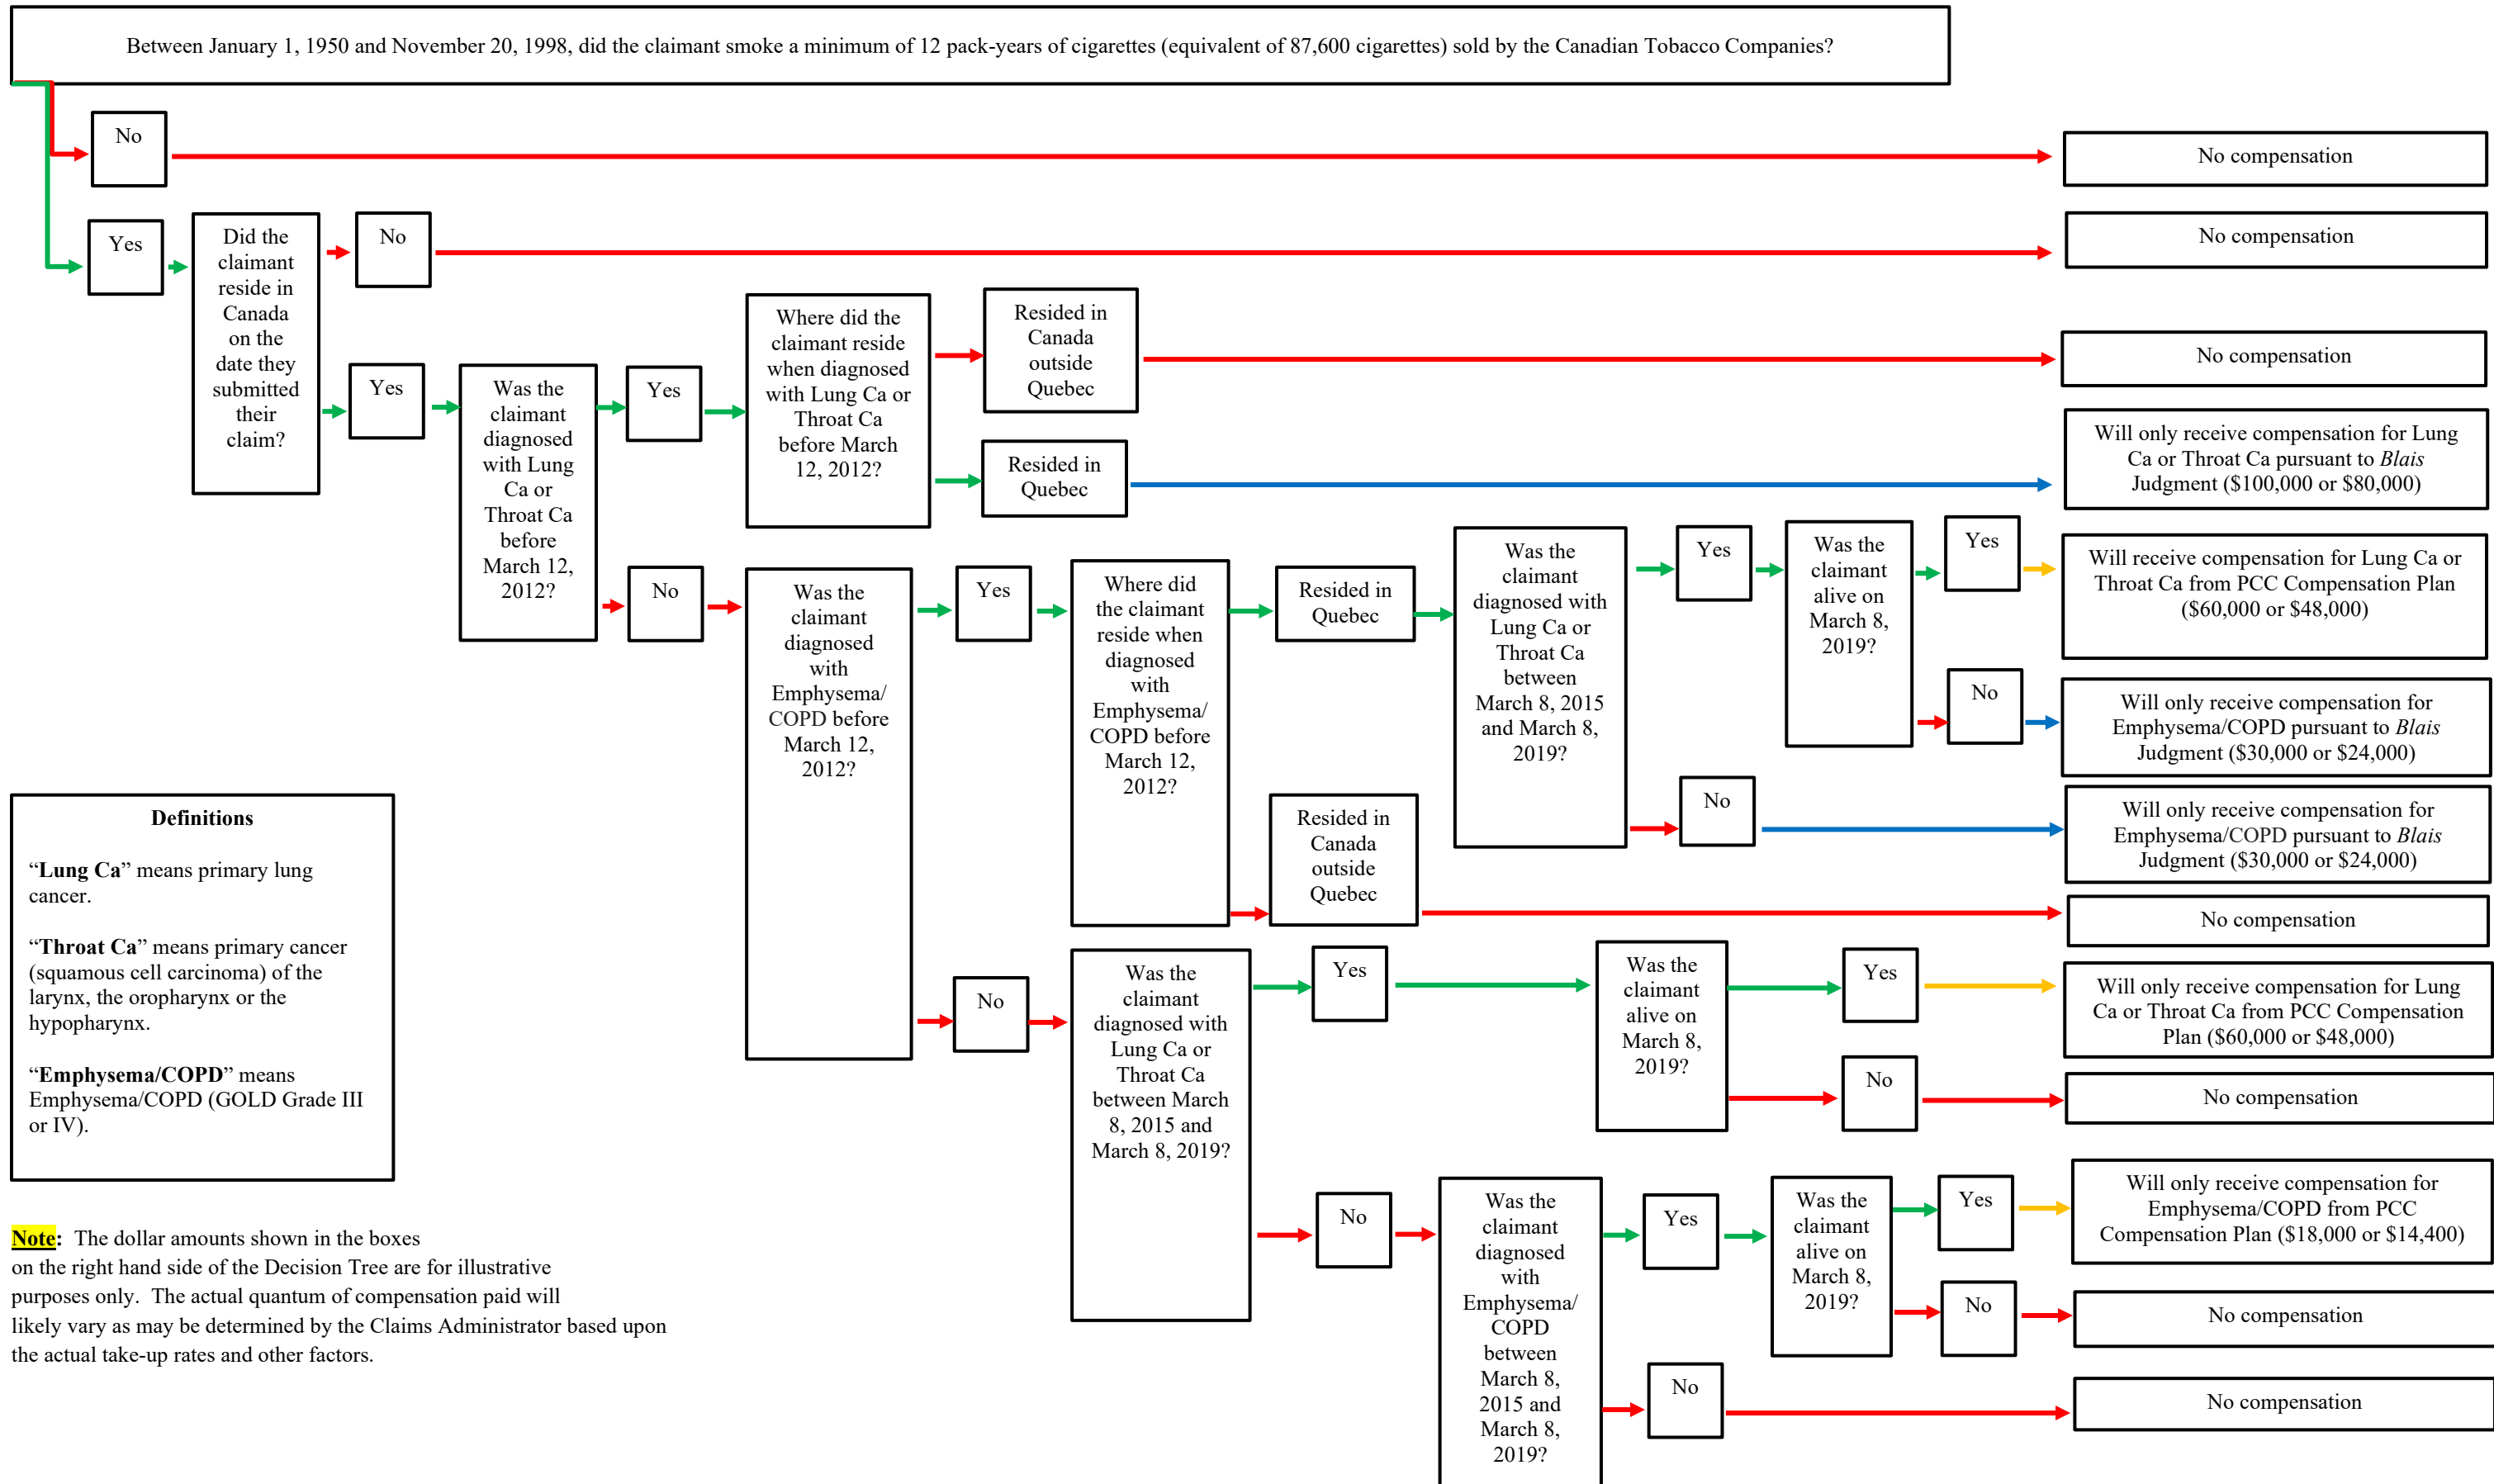 Between January 1, 1950 and November 20, 1998, did the claimant smoke a minimum of 12 pack-years of cigarettes (equivalent of 87,600 cigarettes) sold by the Canadian Tobacco Companies?
No
No compensation
Yes
Did the
claimant
reside in
Canada
on the
date they
submitted
their
claim?
No
No compensation
Yes
Was the
claimant
diagnosed
with Lung
Ca or
Throat Ca
before
March 12,
2012?
Yes
Where did the
claimant reside
when diagnosed
with Lung Ca or
Throat Ca
before March
12, 2012?
Resided in
Canada
outside
Quebec
No compensation
Resided in
Quebec
Will only receive compensation for Lung
Ca or Throat Ca pursuant to Blais
Judgment ($100,000 or $80,000)
No
Was the
claimant
diagnosed
with
Emphysema/
COPD before
March 12,
2012?
Yes
Where did
the claimant
reside when
diagnosed
with
Emphysema/
COPD before
March 12,
2012?
Resided in
Quebec
Was the
claimant
diagnosed with
Lung Ca or
Throat Ca
between
March 8, 2015
and March 8,
2019?
Yes
Was the
claimant
alive on
March 8,
2019?
Yes
Will receive compensation for Lung Ca or
Throat Ca from PCC Compensation Plan
($60,000 or $48,000)
No
Will only receive compensation for
Emphysema/COPD pursuant to Blais
Judgment ($30,000 or $24,000)
No
Will only receive compensation for
Emphysema/COPD pursuant to Blais
Judgment ($30,000 or $24,000)
Resided in
Canada
outside
Quebec
No compensation
No
Was the
claimant
diagnosed with
Lung Ca or
Throat Ca
between March
8, 2015 and
March 8, 2019?
Yes
Was the
claimant
alive on
March 8,
2019?
Yes
Will only receive compensation for Lung
Ca or Throat Ca from PCC Compensation
Plan ($60,000 or $48,000)
No
No compensation
No
Was the
claimant
diagnosed
with
Emphysema/
COPD
between
March 8,
2015 and
March 8,
2019?
Yes
Was the
claimant
alive on
March 8,
2019?
Yes
Will only receive compensation for
Emphysema/COPD from PCC
Compensation Plan ($18,000 or $14,400)
No
No compensation
No
No compensation
Definitions
“Lung Ca” means primary lung
cancer.
“Throat Ca” means primary cancer
(squamous cell carcinoma) of the
larynx, the oropharynx or the
hypopharynx.
“Emphysema/COPD” means
Emphysema/COPD (GOLD Grade III
or IV).
Note: The dollar amounts shown in the boxes
on the right hand side of the Decision Tree are for illustrative
purposes only. The actual quantum of compensation paid will
likely vary as may be determined by the Claims Administrator based upon
the actual take-up rates and other factors.